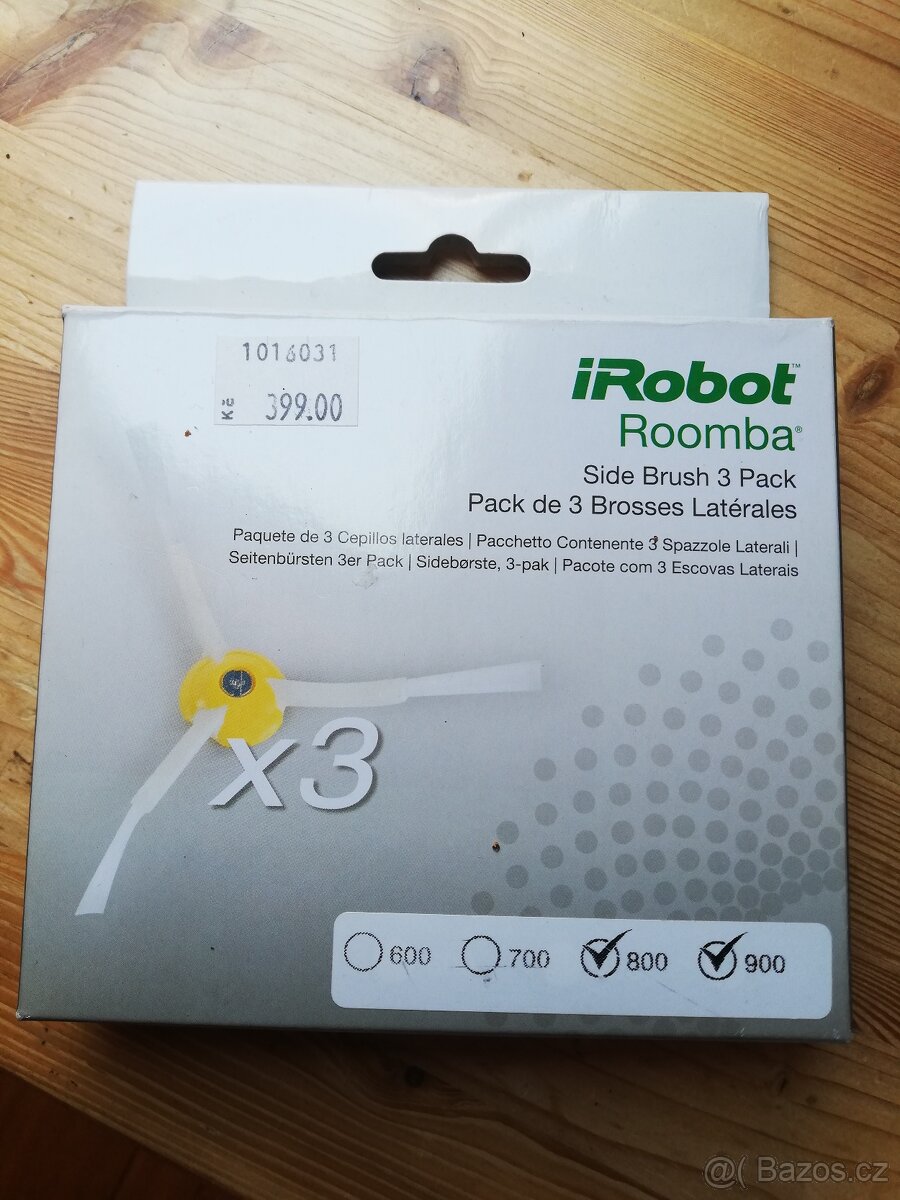 1016031
Kč 399.00
iRobot™
Roomba®
Side Brush 3 Pack
Pack de 3 Brosses Latérales
Paquete de 3 Cepillos laterales | Pacchetto Contenente 3 Spazzole Laterali |
Seitenbürsten 3er Pack | Sidebørste, 3-pak | Pacote com 3 Escovas Laterais
x3
600 700 800 900
@( Bazos.cz